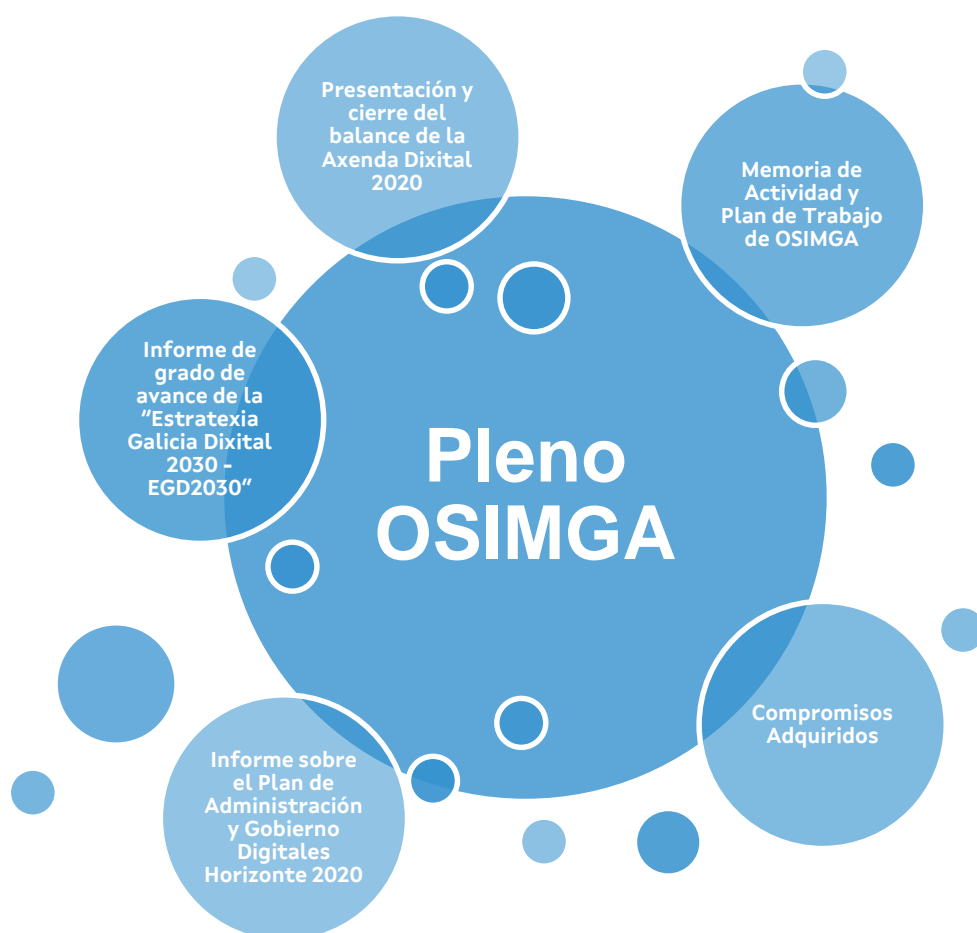 Presentación y
cierre del
balance de la
Axenda Dixital
2020
Memoria de
Actividad y
Plan de Trabajo
de OSIMGA
Informe de
grado de
avance de la
"Estratexia
Galicia Dixital
2030 -
EGD2030"
Pleno
OSIMGA
Compromisos
Adquiridos
Informe sobre
el Plan de
Administración
y Gobierno
Digitales
Horizonte 2020